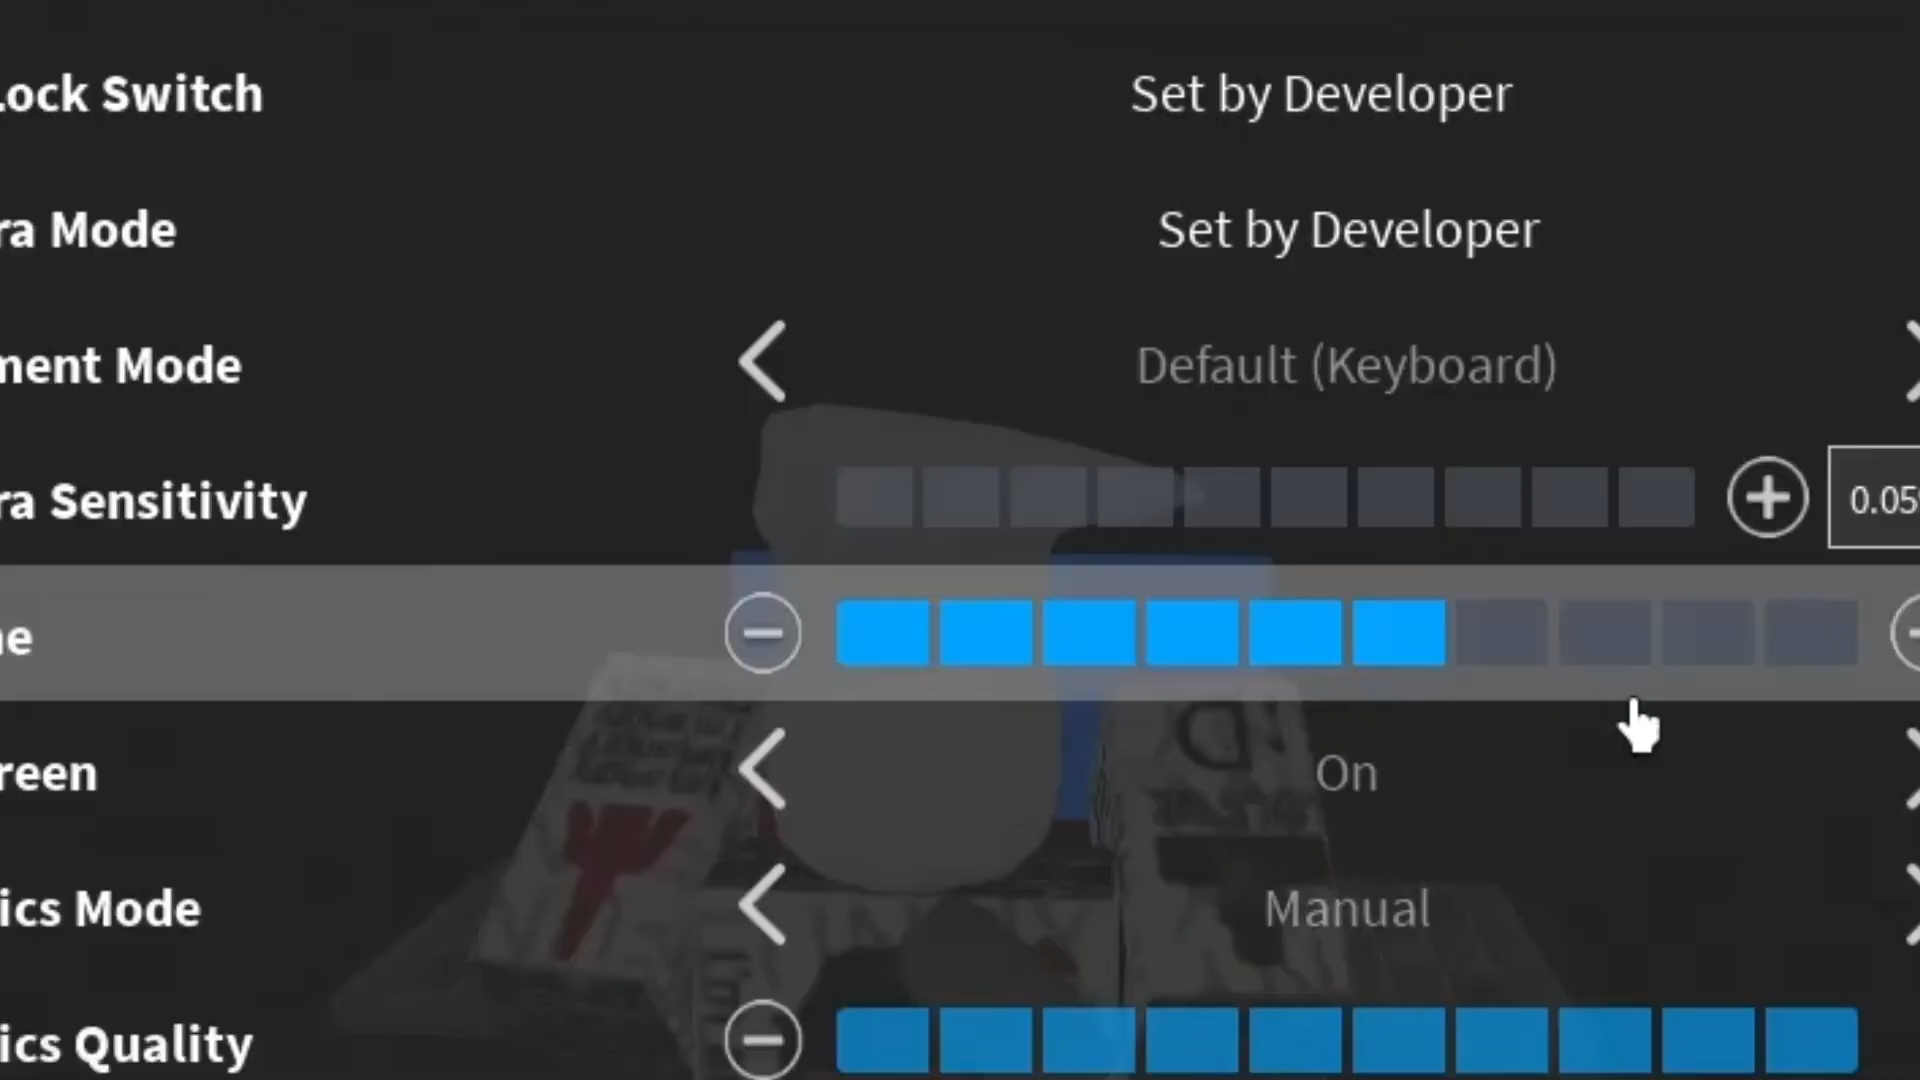 Lock Switch Set by Developer
ra Mode Set by Developer
ment Mode Default (Keyboard)
ra Sensitivity 0.05
ne
reen On
ics Mode Manual
ics Quality